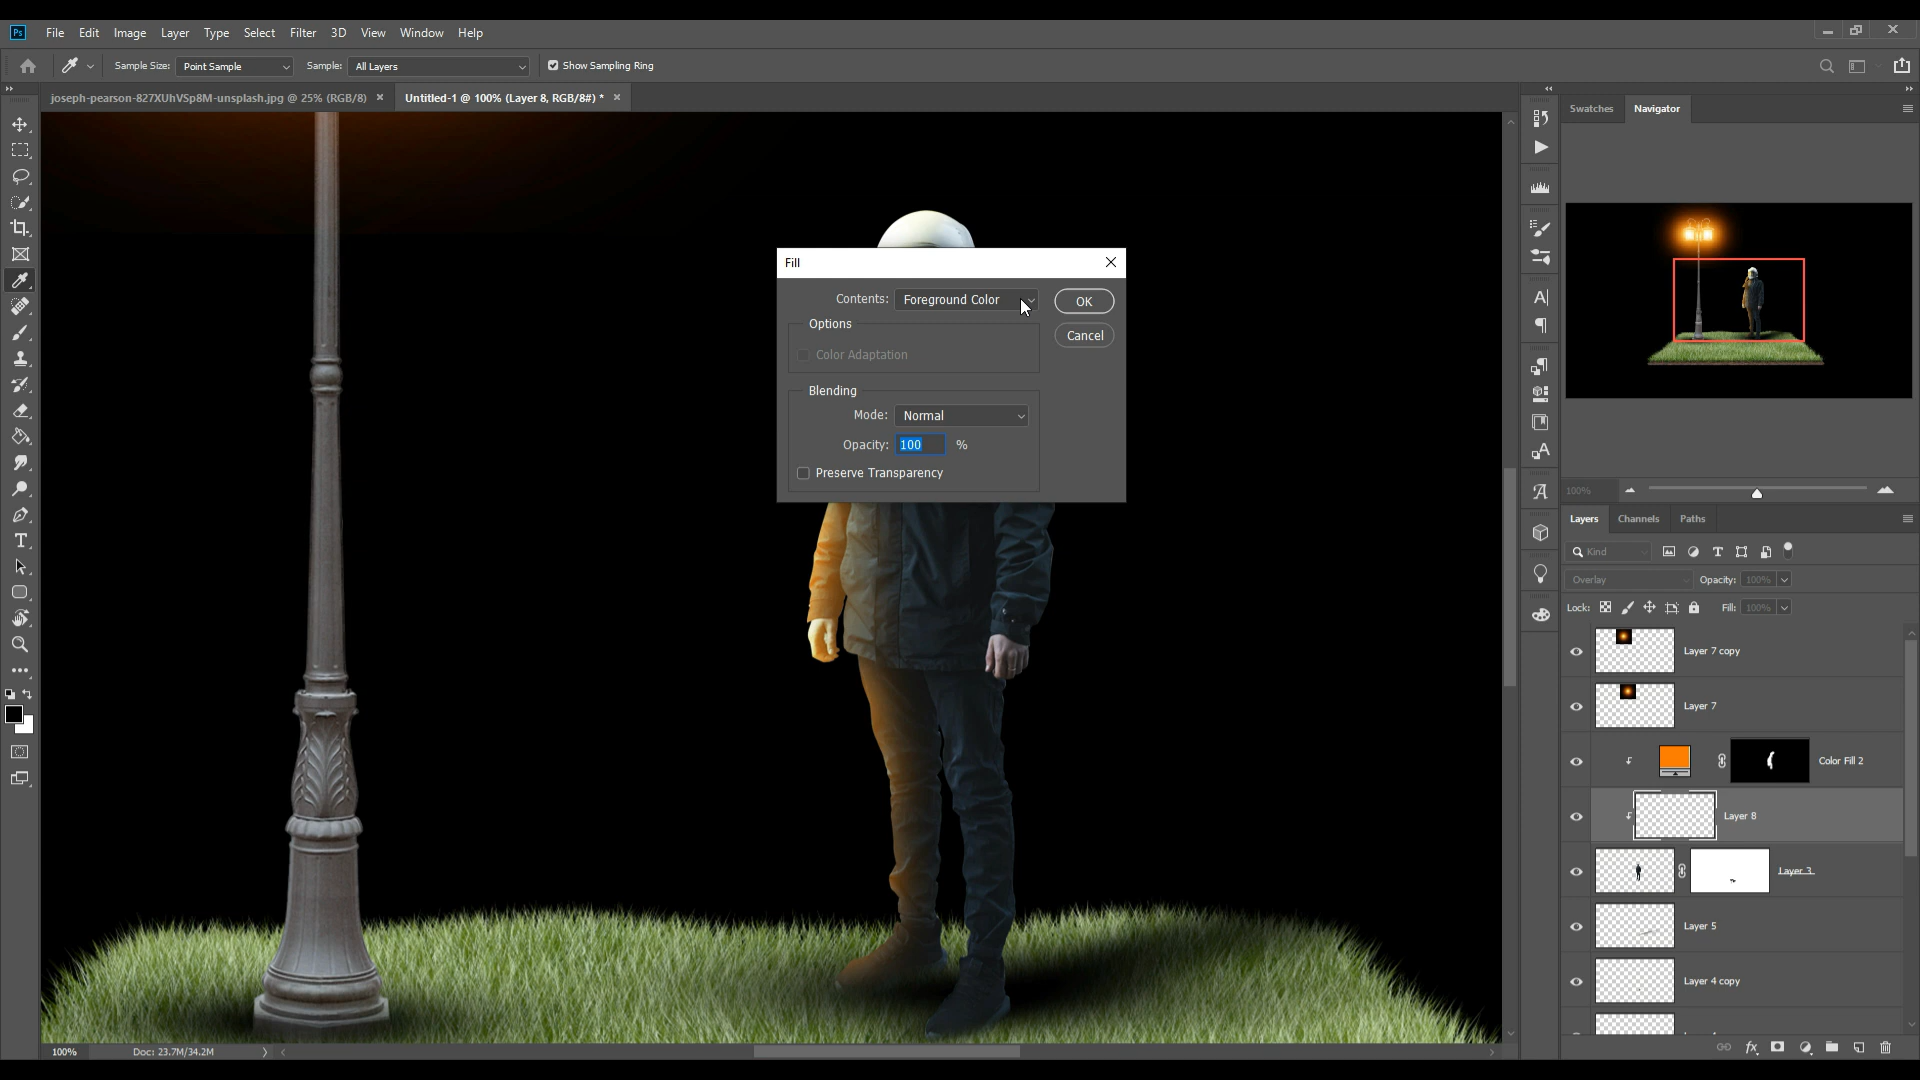 Ps File Edit Image Layer Type Select Filter 3D View Window Help
Sample Size: Point Sample Sample: All Layers Show Sampling Ring
joseph-pearson-827XUhVSp8M-unsplash.jpg @ 25% (RGB/8) × Untitled-1 @ 100% (Layer 8, RGB/8#) * ×
Swatches Navigator
Fill
Contents: Foreground Color OK
Options
Cancel
Color Adaptation
Blending
Mode: Normal
Opacity: 100 %
Preserve Transparency
100%
Layers Channels Paths
Kind
Overlay Opacity: 100%
Lock: Fill: 100%
Layer 7 copy
Layer 7
Color Fill 2
Layer 8
Layer 3
Layer 5
Layer 4 copy
100% Doc: 23.7M/34.2M